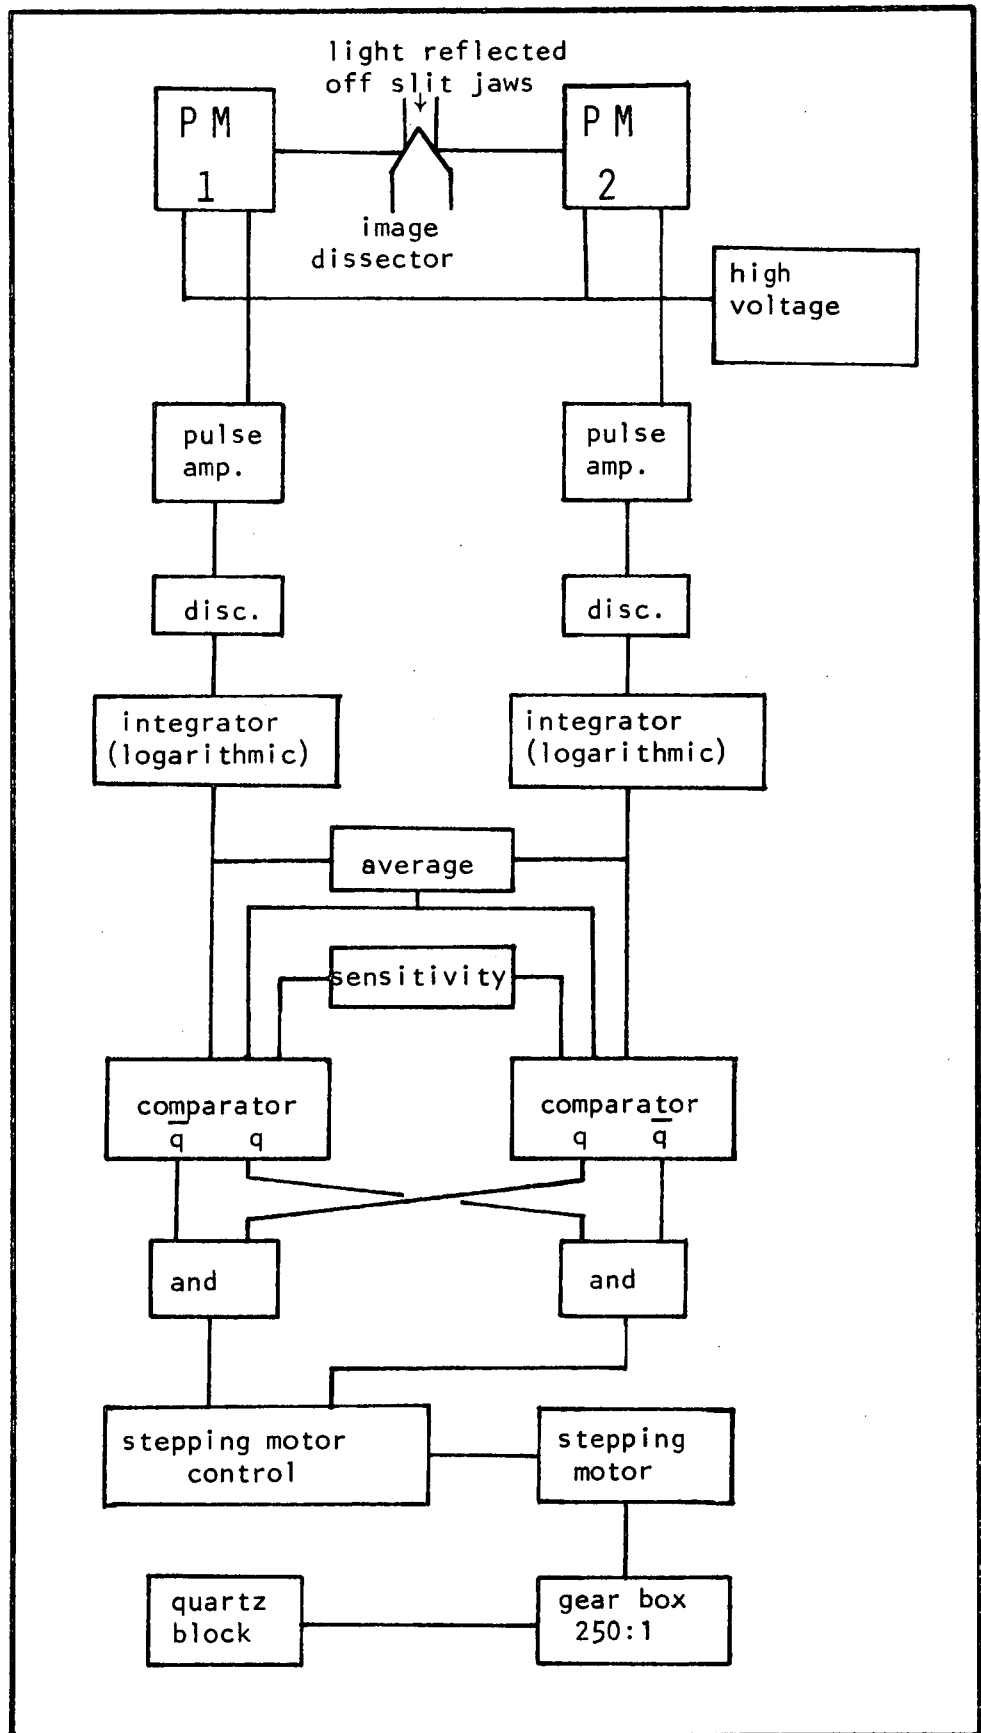 light reflected
off slit jaws
↓
PM
1
PM
2
image
dissector
high
voltage
pulse
amp.
pulse
amp.
disc.
disc.
integrator
(logarithmic)
integrator
(logarithmic)
average
sensitivity
comparator
q̅ q
comparator
q q̅
and
and
stepping motor
control
stepping
motor
quartz
block
gear box
250:1